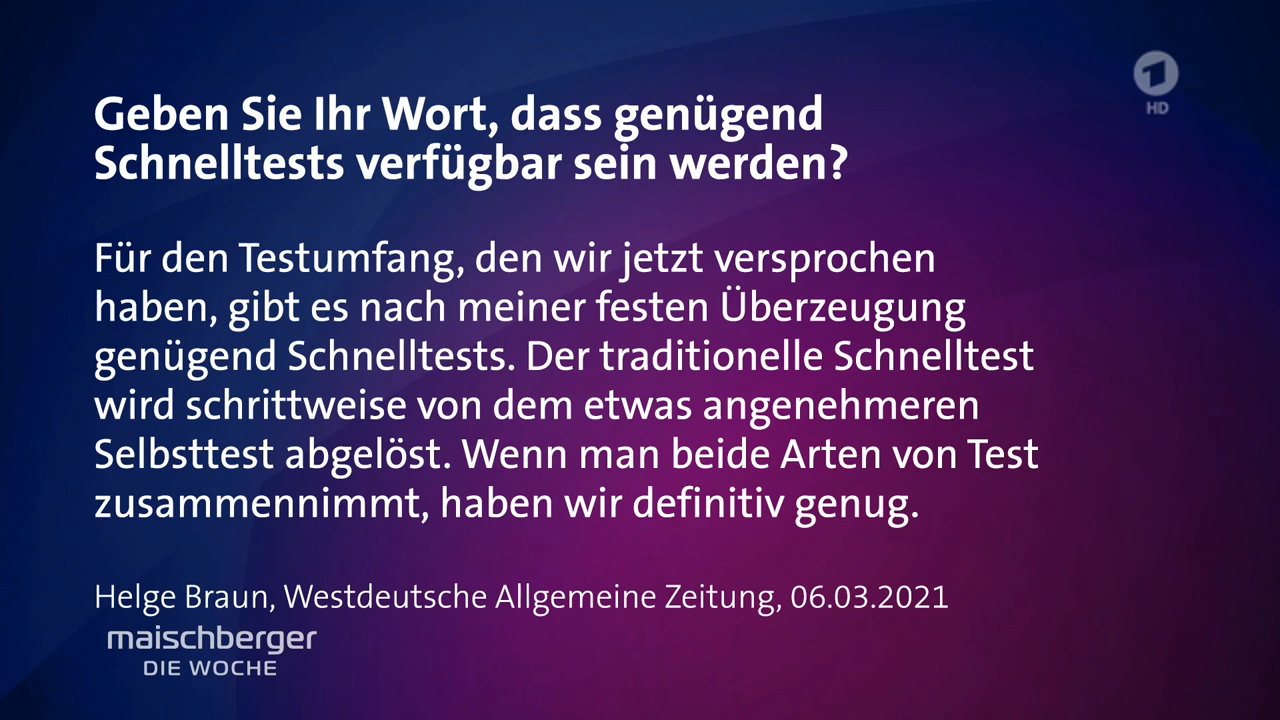 Geben Sie Ihr Wort, dass genügend
Schnelltests verfügbar sein werden?
Für den Testumfang, den wir jetzt versprochen
haben, gibt es nach meiner festen Überzeugung
genügend Schnelltests. Der traditionelle Schnelltest
wird schrittweise von dem etwas angenehmeren
Selbsttest abgelöst. Wenn man beide Arten von Test
zusammennimmt, haben wir definitiv genug.
Helge Braun, Westdeutsche Allgemeine Zeitung, 06.03.2021
maischberger
DIE WOCHE
1
HD